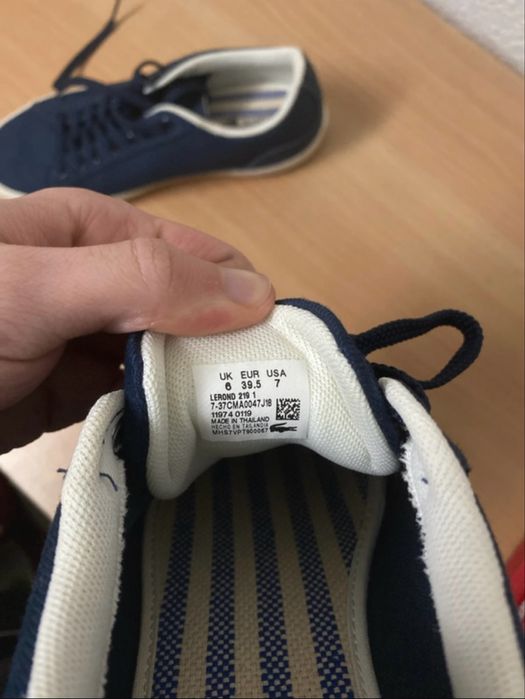 UK EUR USA
6 39.5 7
LEROND 219 1
7-37CMA0047J18
11974 0119
MADE IN THAILAND
HECHO EN TAILANDIA
MHS7VPT900067